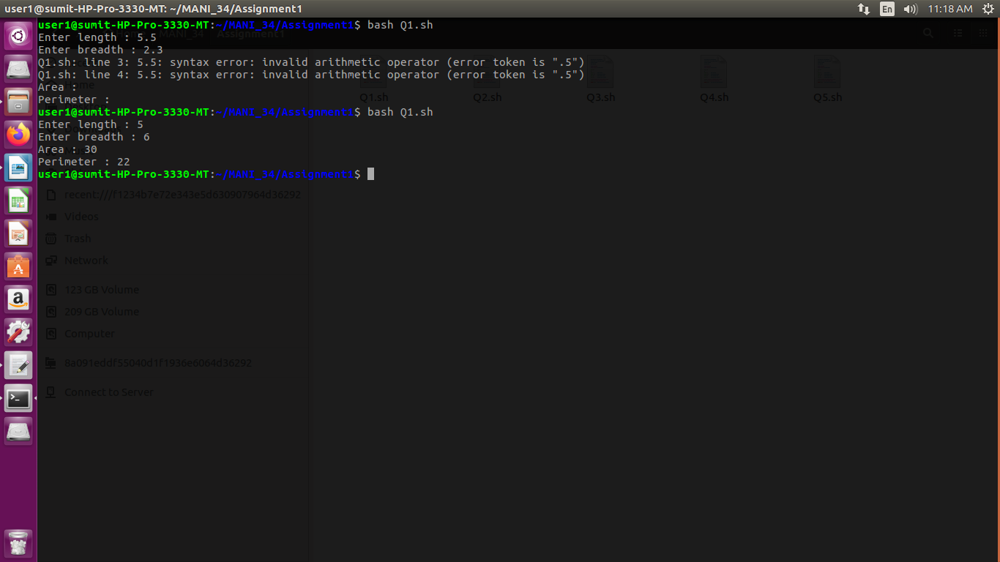 user1@sumit-HP-Pro-3330-MT: ~/MANI_34/Assignment1
En
11:18 AM
user1@sumit-HP-Pro-3330-MT:~/MANI_34/Assignment1$ bash Q1.sh
Enter length : 5.5
Enter breadth : 2.3
Q1.sh: line 3: 5.5: syntax error: invalid arithmetic operator (error token is ".5")
Q1.sh: line 4: 5.5: syntax error: invalid arithmetic operator (error token is ".5")
Area :
Perimeter :
user1@sumit-HP-Pro-3330-MT:~/MANI_34/Assignment1$ bash Q1.sh
Enter length : 5
Enter breadth : 6
Area : 30
Perimeter : 22
user1@sumit-HP-Pro-3330-MT:~/MANI_34/Assignment1$
MANI_34
Assignment1
Home
Q1.sh
Q2.sh
Q3.sh
Q4.sh
Q5.sh
recent:///f1234b7e72e343e5d630907964d36292
Videos
Trash
Network
123 GB Volume
209 GB Volume
Computer
8a091eddf55040d1f1936e6064d36292
Connect to Server